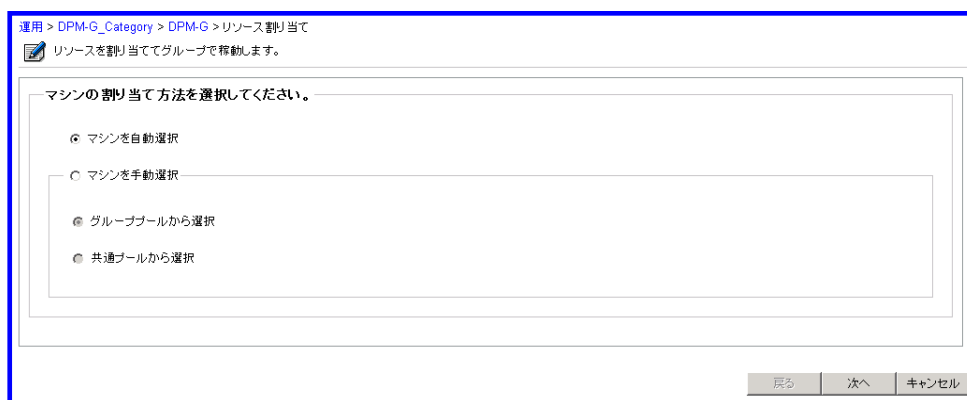 運用 > DPM-G_Category > DPM-G >リソース割り当て
リソースを割り当ててグループで稼動します。
マシンの割り当て方法を選択してください。
マシンを自動選択
マシンを手動選択
グループプールから選択
共通プールから選択
戻る 次へ キャンセル